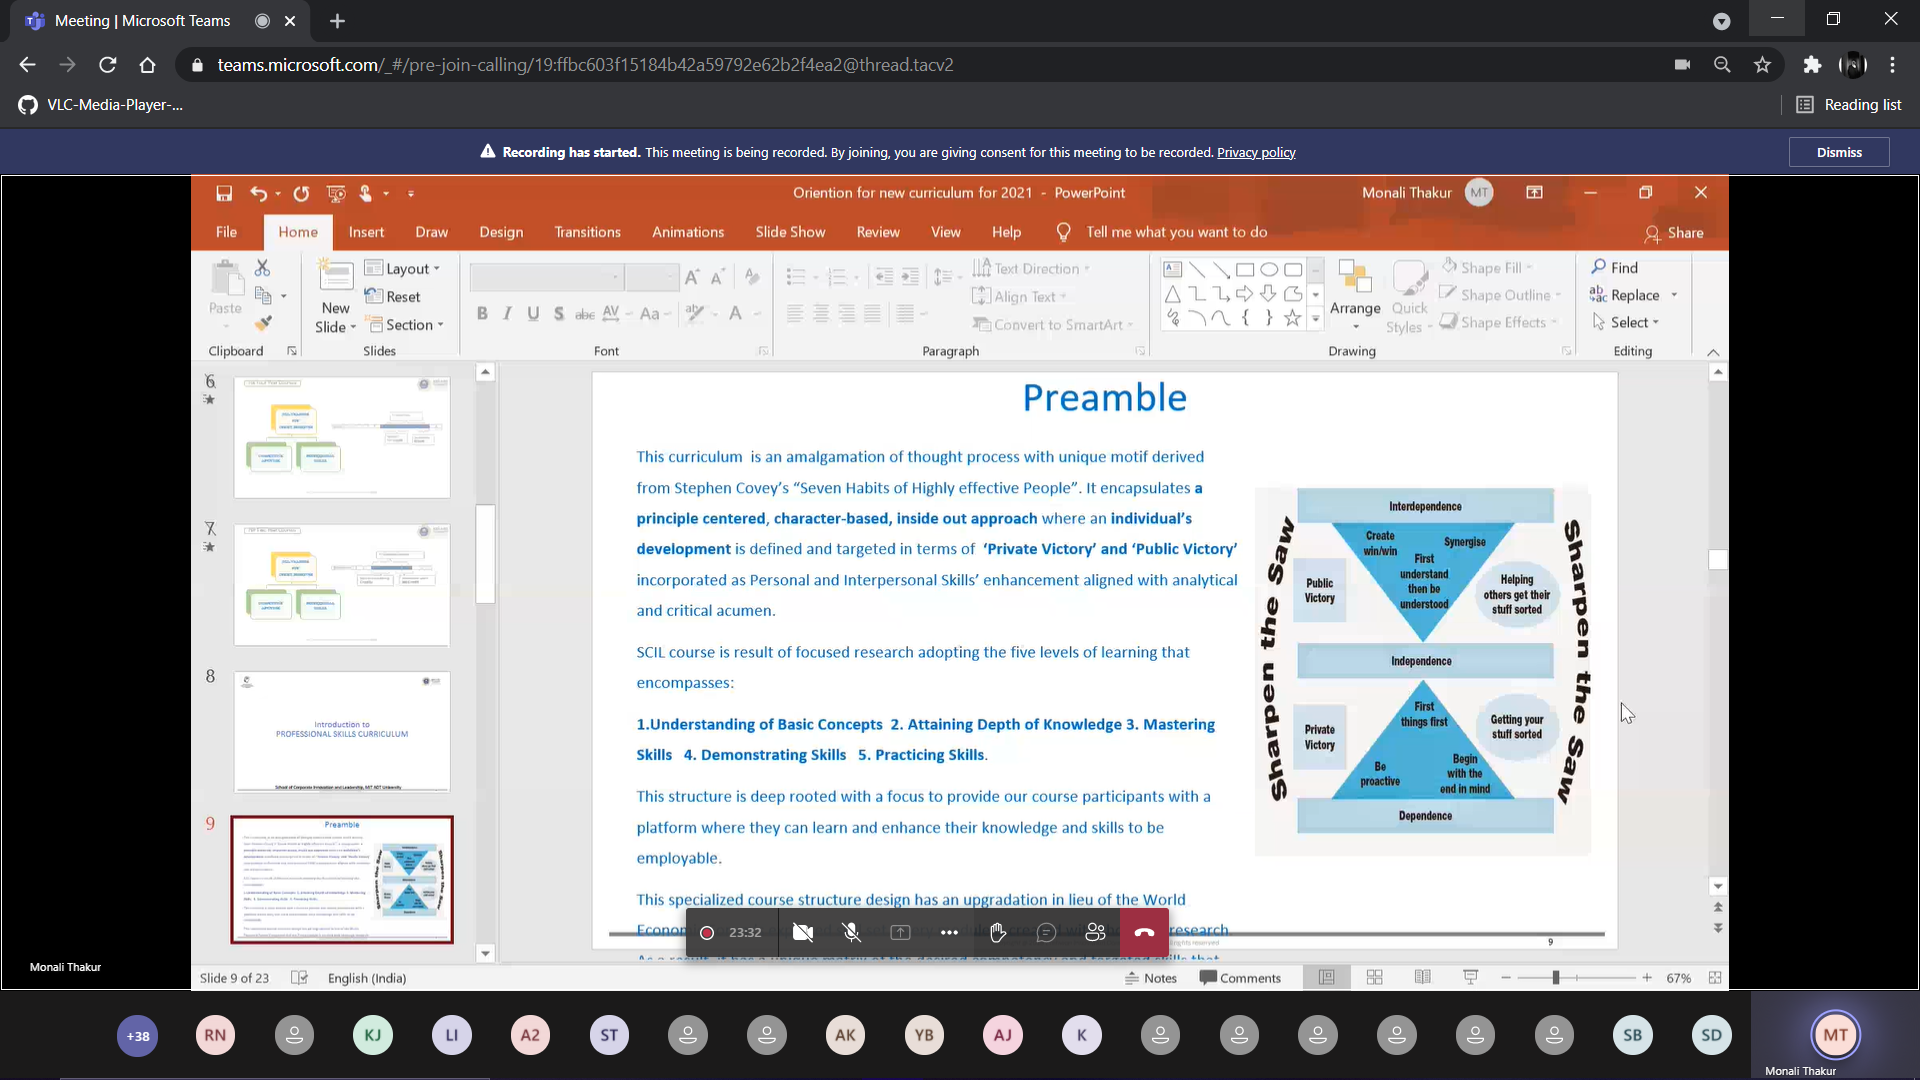 Meeting | Microsoft Teams
teams.microsoft.com/_#/pre-join-calling/19:ffbc603f15184b42a59792e62b2f4ea2@thread.tacv2
VLC-Media-Player-...
Reading list
Recording has started. This meeting is being recorded. By joining, you are giving consent for this meeting to be recorded. Privacy policy
Dismiss
Oriention for new curriculum for 2021 - PowerPoint
Monali Thakur MT
File Home Insert Draw Design Transitions Animations Slide Show Review View Help Tell me what you want to do Share
Paste
Clipboard
New
Slide
Layout
Reset
Section
Slides
B I U S abc AV Aa A
Font
Text Direction
Align Text
Convert to SmartArt
Paragraph
Arrange
Quick
Styles
Shape Fill
Shape Outline
Shape Effects
Drawing
Find
Replace
Select
Editing
6
7
8
Introduction to
PROFESSIONAL SKILLS CURRICULUM
School of Corporate Innovation and Leadership, MIT ADT University
9
Preamble
Preamble
This curriculum is an amalgamation of thought process with unique motif derived
from Stephen Covey's “Seven Habits of Highly effective People”. It encapsulates a
principle centered, character-based, inside out approach where an individual's
development is defined and targeted in terms of ‘Private Victory’ and ‘Public Victory’
incorporated as Personal and Interpersonal Skills’ enhancement aligned with analytical
and critical acumen.
SCIL course is result of focused research adopting the five levels of learning that
encompasses:
1.Understanding of Basic Concepts 2. Attaining Depth of Knowledge 3. Mastering
Skills 4. Demonstrating Skills 5. Practicing Skills.
This structure is deep rooted with a focus to provide our course participants with a
platform where they can learn and enhance their knowledge and skills to be
employable.
This specialized course structure design has an upgradation in lieu of the World
research
Sharpen the Saw
Interdependence
Create
win/win
Synergise
First
understand
then be
understood
Public
Victory
Helping
others get their
stuff sorted
Independence
First
things first
Private
Victory
Getting your
stuff sorted
Be
proactive
Begin
with the
end in mind
Dependence
Sharpen the Saw
9
23:32
Monali Thakur
Slide 9 of 23
English (India)
Notes
Comments
67%
+38 RN KJ LI A2 ST AK YB AJ K SB SD MT
Monali Thakur